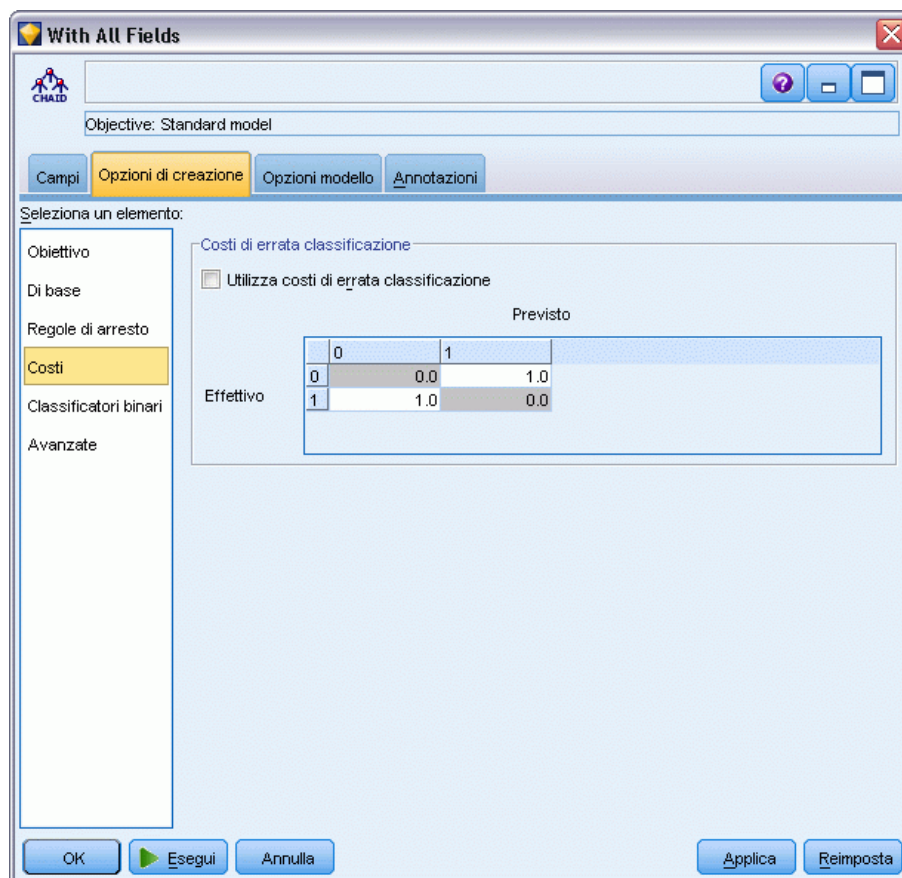 With All Fields
CHAID
Objective: Standard model
Campi Opzioni di creazione Opzioni modello Annotazioni
Seleziona un elemento:
Obiettivo
Di base
Regole di arresto
Costi
Classificatori binari
Avanzate
Costi di errata classificazione
Utilizza costi di errata classificazione
Previsto
0 1
Effettivo
0 0.0 1.0
1 1.0 0.0
OK Esegui Annulla Applica Reimposta